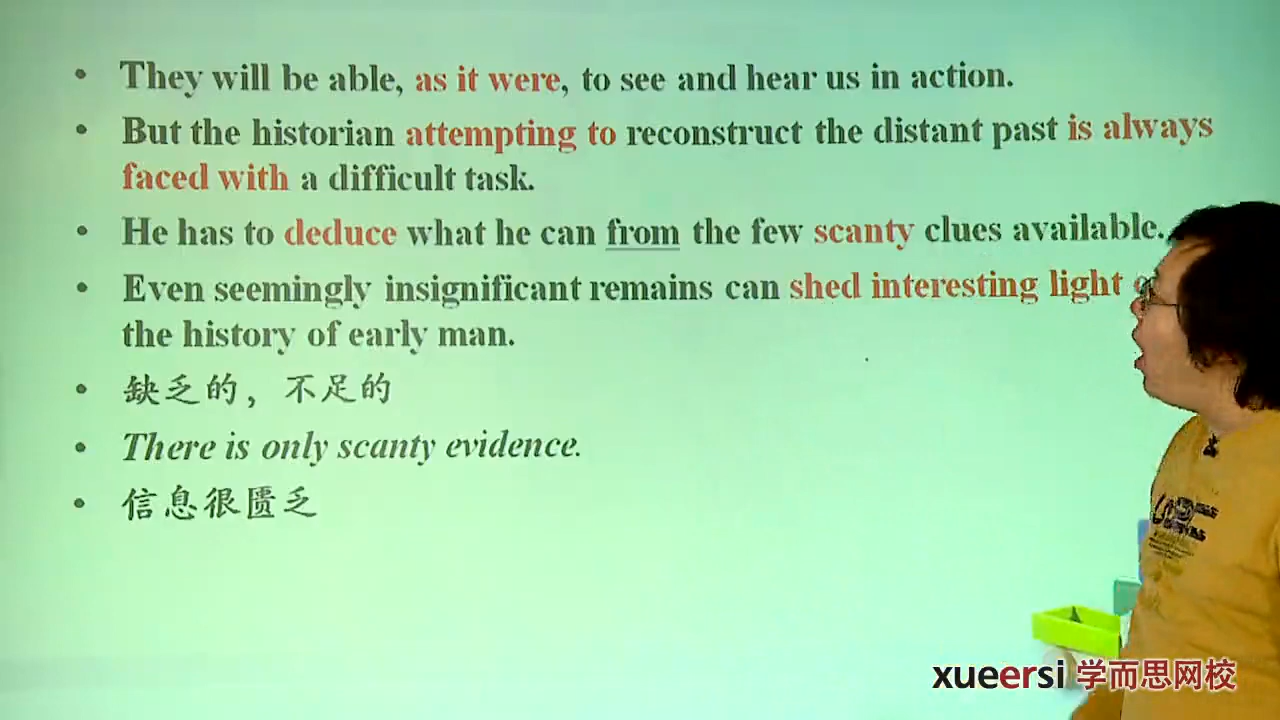 • They will be able, as it were, to see and hear us in action.
• But the historian attempting to reconstruct the distant past is always
faced with a difficult task.
• He has to deduce what he can from the few scanty clues available.
• Even seemingly insignificant remains can shed interesting light
the history of early man.
• 缺乏的，不足的
• There is only scanty evidence.
• 信息很匮乏
xueersi 学而思网校